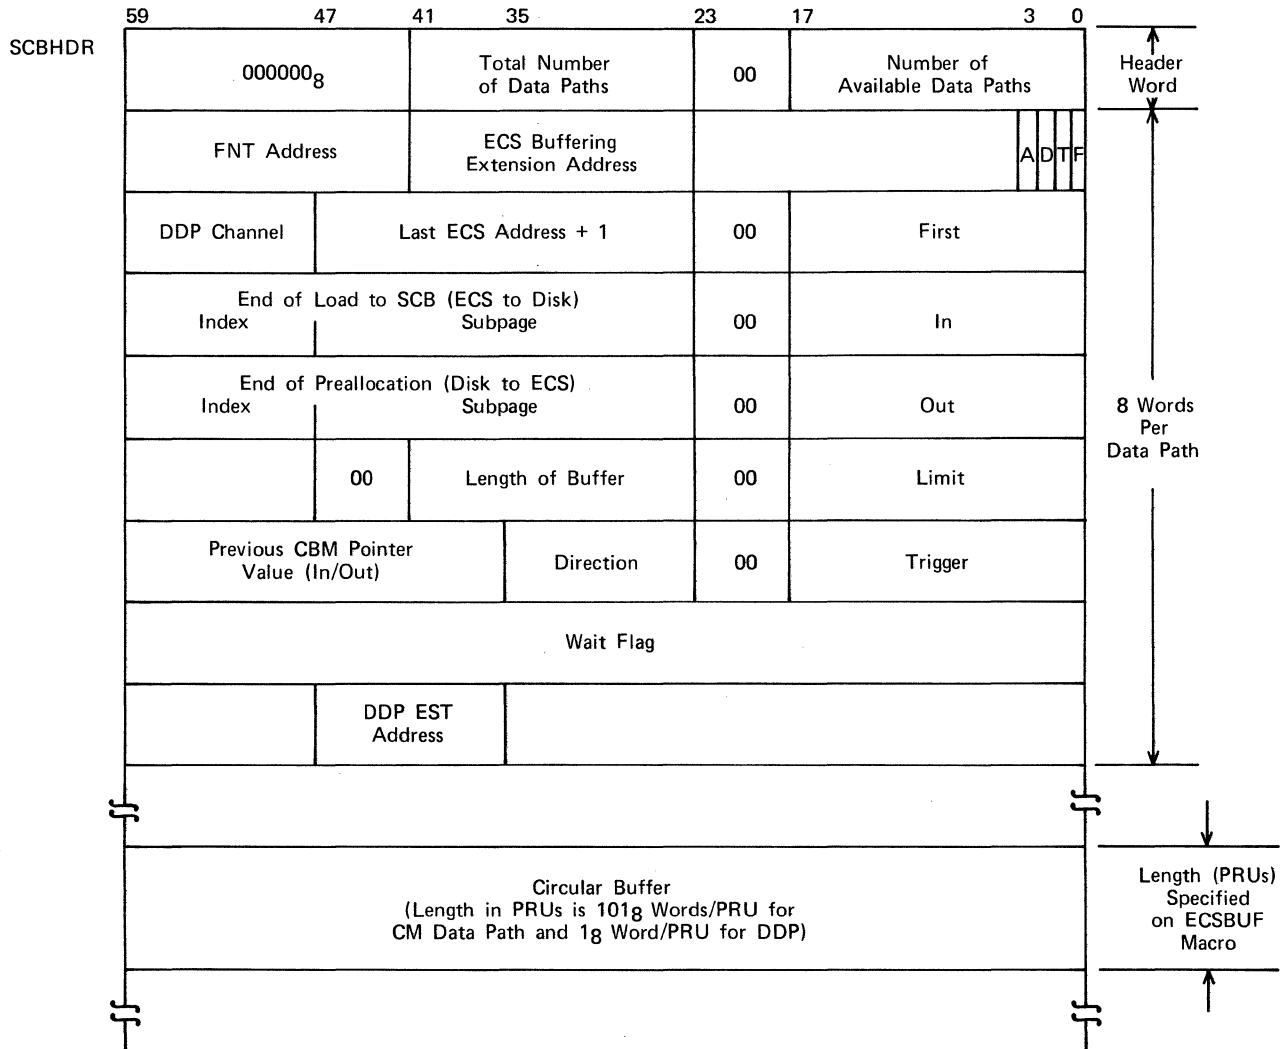 59 47 41 35 23 17 3 0
SCBHDR
000000₈
Total Number
of Data Paths
00
Number of
Available Data Paths
Header
Word
FNT Address
ECS Buffering
Extension Address
A D T F
DDP Channel
Last ECS Address + 1
00
First
End of Load to SCB (ECS to Disk)
Index
Subpage
00
In
End of Preallocation (Disk to ECS)
Index
Subpage
00
Out
8 Words
Per
Data Path
00
Length of Buffer
00
Limit
Previous CBM Pointer
Value (In/Out)
Direction
00
Trigger
Wait Flag
DDP EST
Address
Circular Buffer
(Length in PRUs is 101₈ Words/PRU for
CM Data Path and 1₈ Word/PRU for DDP)
Length (PRUs)
Specified
on ECSBUF
Macro